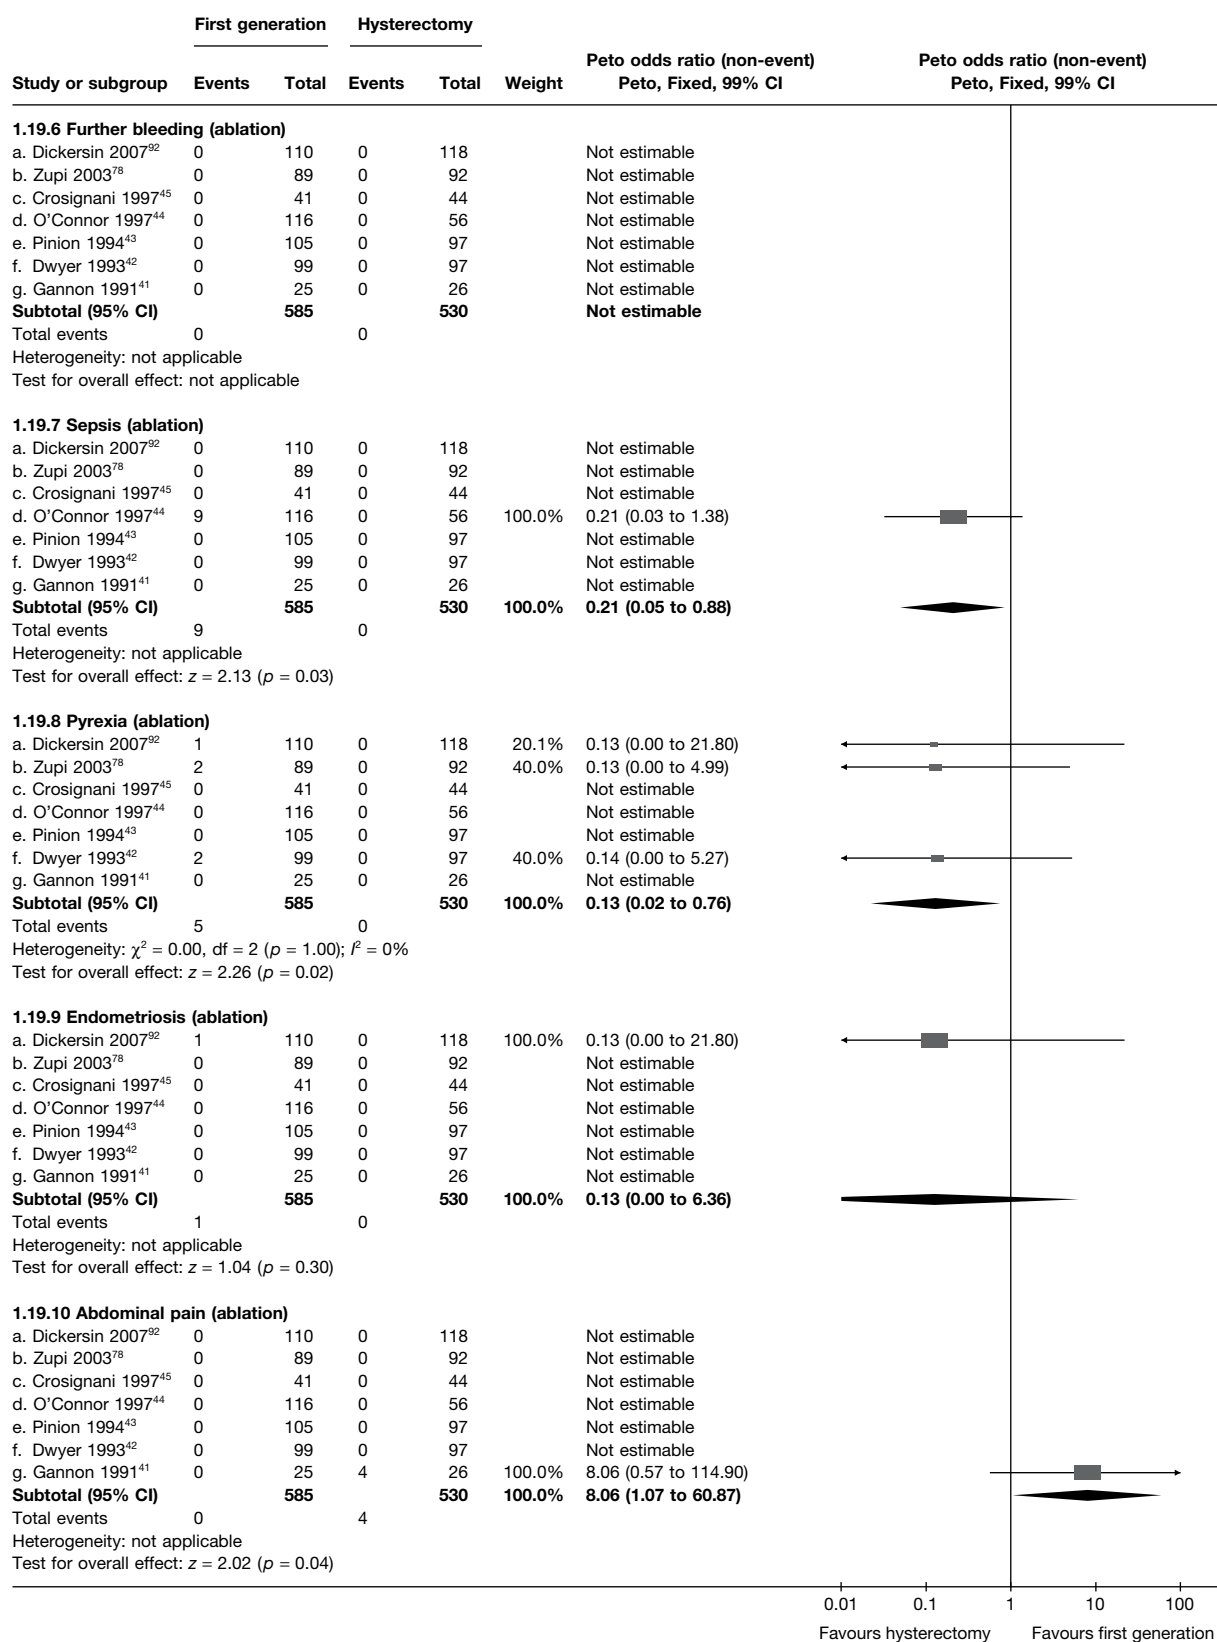 First generation Hysterectomy
Peto odds ratio (non-event) Peto odds ratio (non-event)
Study or subgroup Events Total Events Total Weight Peto, Fixed, 99% CI Peto, Fixed, 99% CI
1.19.6 Further bleeding (ablation)
a. Dickersin 2007⁹² 0 110 0 118 Not estimable
b. Zupi 2003⁷⁸ 0 89 0 92 Not estimable
c. Crosignani 1997⁴⁵ 0 41 0 44 Not estimable
d. O'Connor 1997⁴⁴ 0 116 0 56 Not estimable
e. Pinion 1994⁴³ 0 105 0 97 Not estimable
f. Dwyer 1993⁴² 0 99 0 97 Not estimable
g. Gannon 1991⁴¹ 0 25 0 26 Not estimable
Subtotal (95% CI) 585 530 Not estimable
Total events 0 0
Heterogeneity: not applicable
Test for overall effect: not applicable
1.19.7 Sepsis (ablation)
a. Dickersin 2007⁹² 0 110 0 118 Not estimable
b. Zupi 2003⁷⁸ 0 89 0 92 Not estimable
c. Crosignani 1997⁴⁵ 0 41 0 44 Not estimable
d. O'Connor 1997⁴⁴ 9 116 0 56 100.0% 0.21 (0.03 to 1.38)
e. Pinion 1994⁴³ 0 105 0 97 Not estimable
f. Dwyer 1993⁴² 0 99 0 97 Not estimable
g. Gannon 1991⁴¹ 0 25 0 26 Not estimable
Subtotal (95% CI) 585 530 100.0% 0.21 (0.05 to 0.88)
Total events 9 0
Heterogeneity: not applicable
Test for overall effect: z = 2.13 (p = 0.03)
1.19.8 Pyrexia (ablation)
a. Dickersin 2007⁹² 1 110 0 118 20.1% 0.13 (0.00 to 21.80)
b. Zupi 2003⁷⁸ 2 89 0 92 40.0% 0.13 (0.00 to 4.99)
c. Crosignani 1997⁴⁵ 0 41 0 44 Not estimable
d. O'Connor 1997⁴⁴ 0 116 0 56 Not estimable
e. Pinion 1994⁴³ 0 105 0 97 Not estimable
f. Dwyer 1993⁴² 2 99 0 97 40.0% 0.14 (0.00 to 5.27)
g. Gannon 1991⁴¹ 0 25 0 26 Not estimable
Subtotal (95% CI) 585 530 100.0% 0.13 (0.02 to 0.76)
Total events 5 0
Heterogeneity: χ² = 0.00, df = 2 (p = 1.00); I² = 0%
Test for overall effect: z = 2.26 (p = 0.02)
1.19.9 Endometriosis (ablation)
a. Dickersin 2007⁹² 1 110 0 118 100.0% 0.13 (0.00 to 21.80)
b. Zupi 2003⁷⁸ 0 89 0 92 Not estimable
c. Crosignani 1997⁴⁵ 0 41 0 44 Not estimable
d. O'Connor 1997⁴⁴ 0 116 0 56 Not estimable
e. Pinion 1994⁴³ 0 105 0 97 Not estimable
f. Dwyer 1993⁴² 0 99 0 97 Not estimable
g. Gannon 1991⁴¹ 0 25 0 26 Not estimable
Subtotal (95% CI) 585 530 100.0% 0.13 (0.00 to 6.36)
Total events 1 0
Heterogeneity: not applicable
Test for overall effect: z = 1.04 (p = 0.30)
1.19.10 Abdominal pain (ablation)
a. Dickersin 2007⁹² 0 110 0 118 Not estimable
b. Zupi 2003⁷⁸ 0 89 0 92 Not estimable
c. Crosignani 1997⁴⁵ 0 41 0 44 Not estimable
d. O'Connor 1997⁴⁴ 0 116 0 56 Not estimable
e. Pinion 1994⁴³ 0 105 0 97 Not estimable
f. Dwyer 1993⁴² 0 99 0 97 Not estimable
g. Gannon 1991⁴¹ 0 25 4 26 100.0% 8.06 (0.57 to 114.90)
Subtotal (95% CI) 585 530 100.0% 8.06 (1.07 to 60.87)
Total events 0 4
Heterogeneity: not applicable
Test for overall effect: z = 2.02 (p = 0.04)
0.01 0.1 1 10 100
Favours hysterectomy Favours first generation